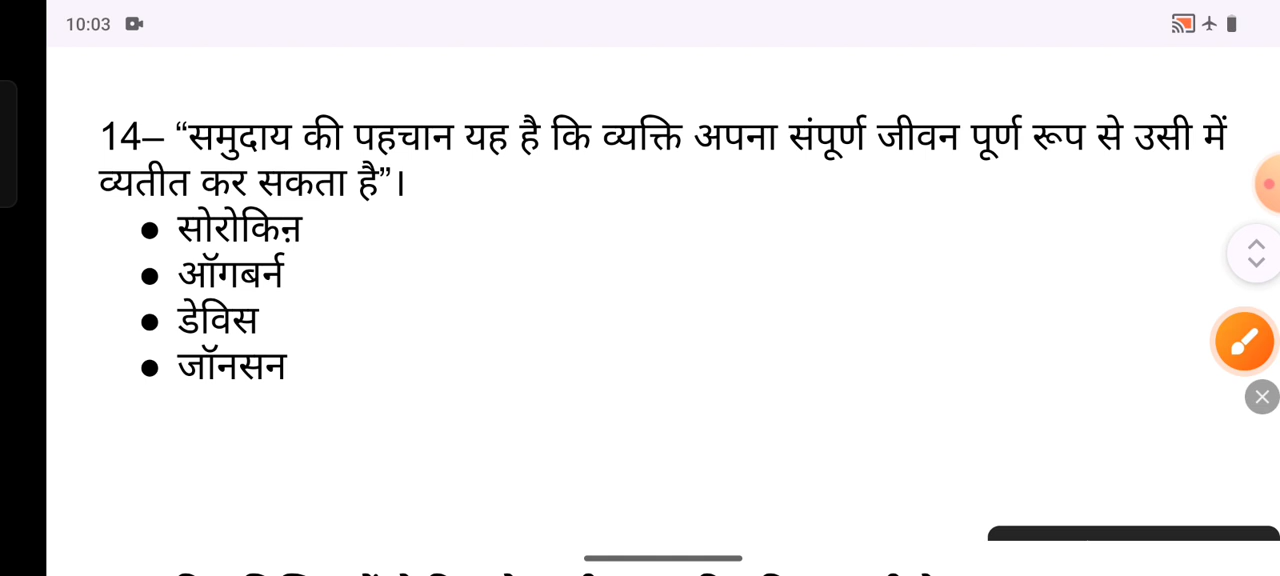 10:03
14– “समुदाय की पहचान यह है कि व्यक्ति अपना संपूर्ण जीवन पूर्ण रूप से उसी में
व्यतीत कर सकता है”।
● सोरोकिऩ
● ऑगबर्न
● डेविस
● जॉनसन